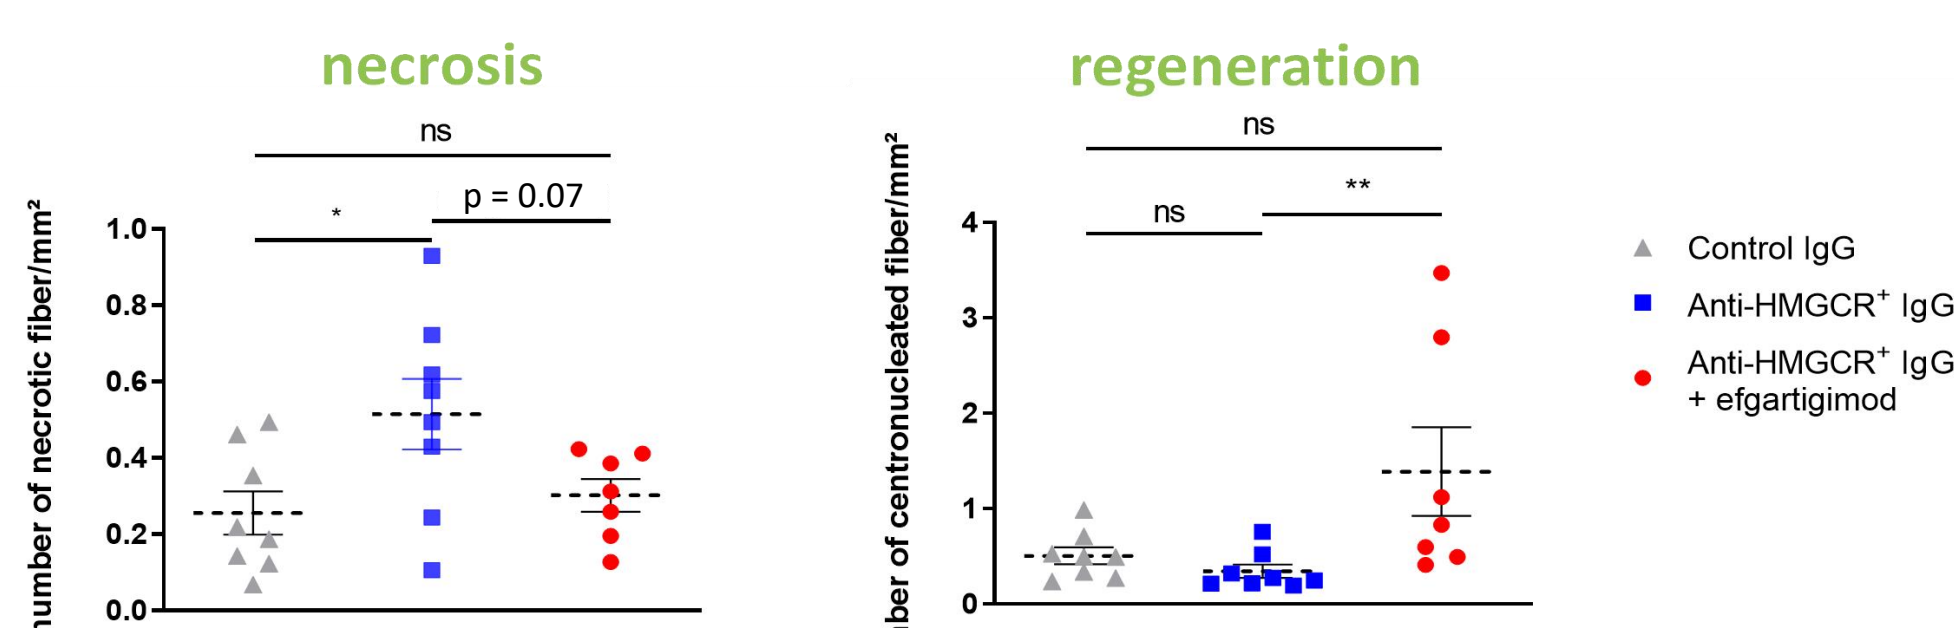 necrosis
ns
p = 0.07
*
number of necrotic fiber/mm²
1.0
0.8
0.6
0.4
0.2
0.0
regeneration
ns
**
ns
of centronucleated fiber/mm²
4
3
2
1
0
Control IgG
Anti-HMGCR⁺ IgG
Anti-HMGCR⁺ IgG
+ efgartigimod